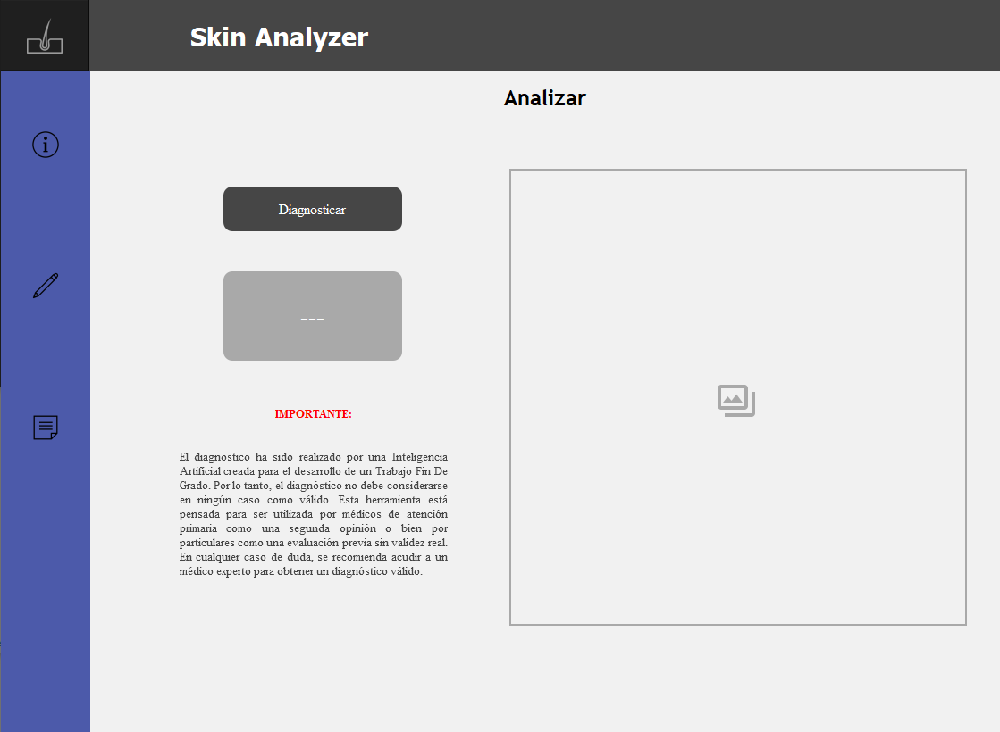 Skin Analyzer
Analizar
Diagnosticar
---
IMPORTANTE:
El diagnóstico ha sido realizado por una Inteligencia
Artificial creada para el desarrollo de un Trabajo Fin De
Grado. Por lo tanto, el diagnóstico no debe considerarse
en ningún caso como válido. Esta herramienta está
pensada para ser utilizada por médicos de atención
primaria como una segunda opinión o bien por
particulares como una evaluación previa sin validez real.
En cualquier caso de duda, se recomienda acudir a un
médico experto para obtener un diagnóstico válido.